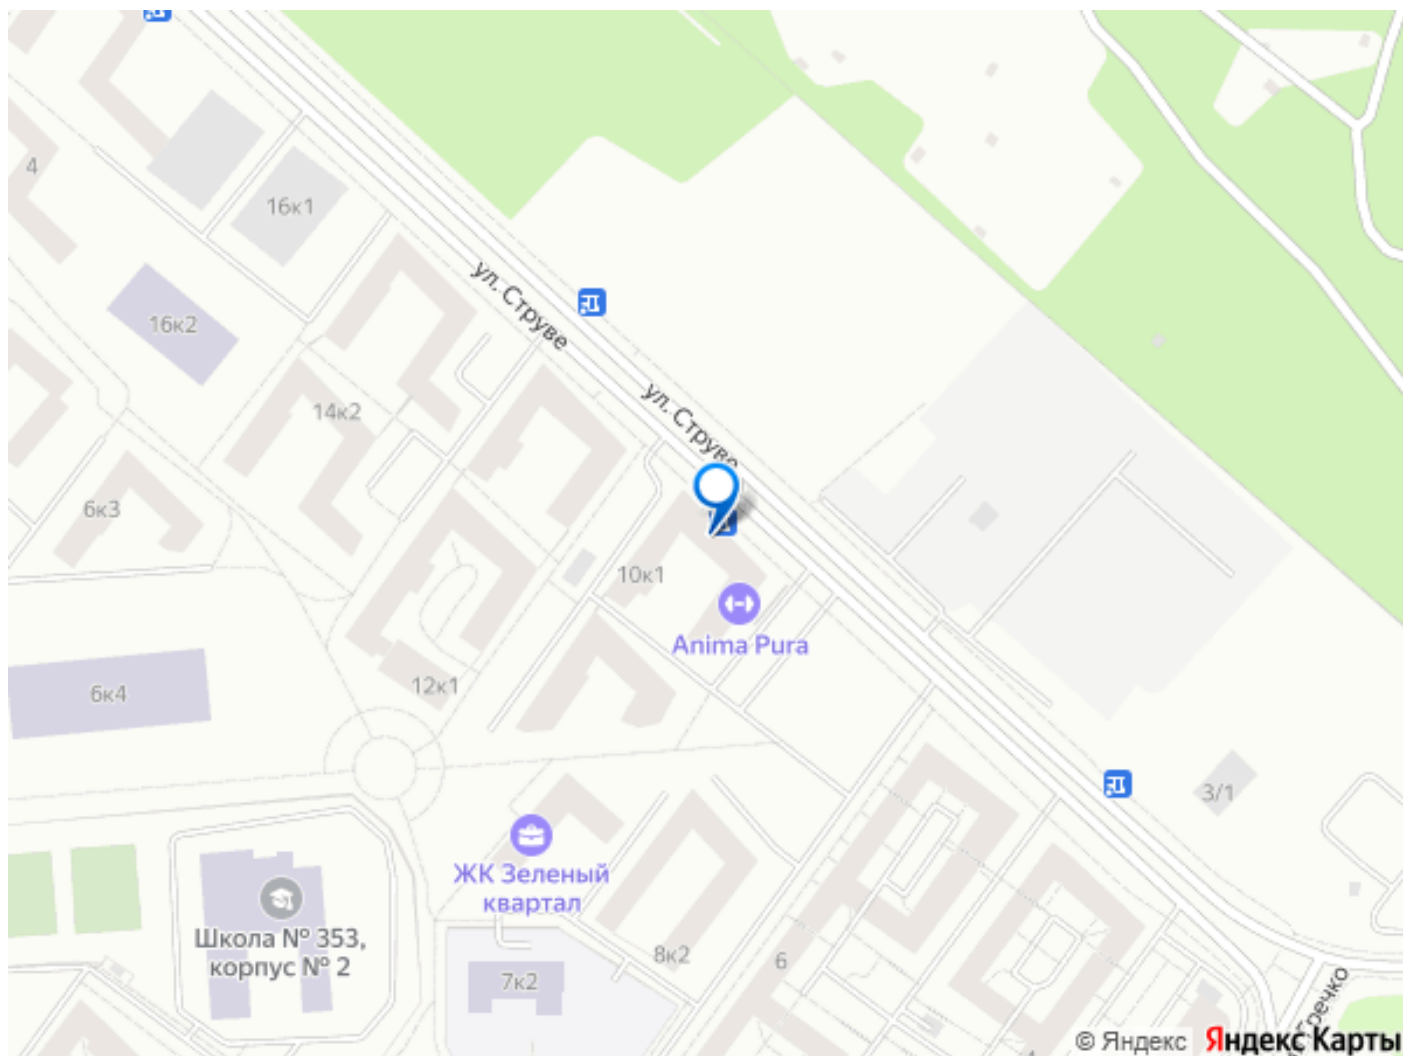 4
16к1
ул. Струве
16к2
ул. Струве
14к2
6к3
10к1
Anima Pura
12к1
6к4
3/1
ЖК Зеленый
квартал
Школа № 353,
корпус № 2
8к2
6
7к2
© Яндекс
Яндекс Карты